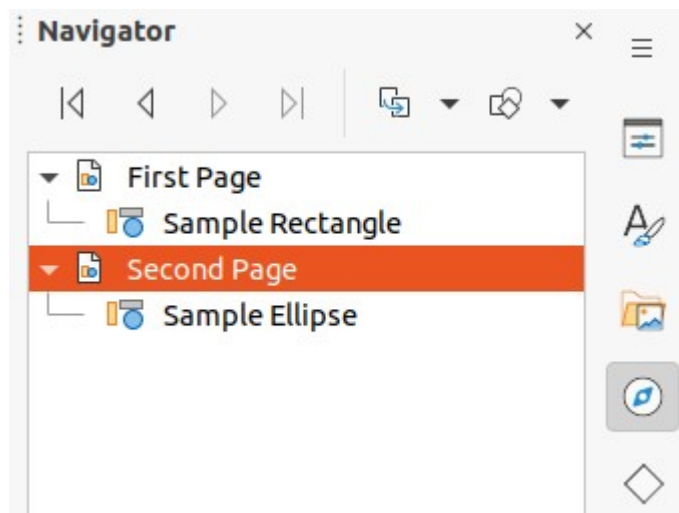 Navigator
First Page
Sample Rectangle
Second Page
Sample Ellipse